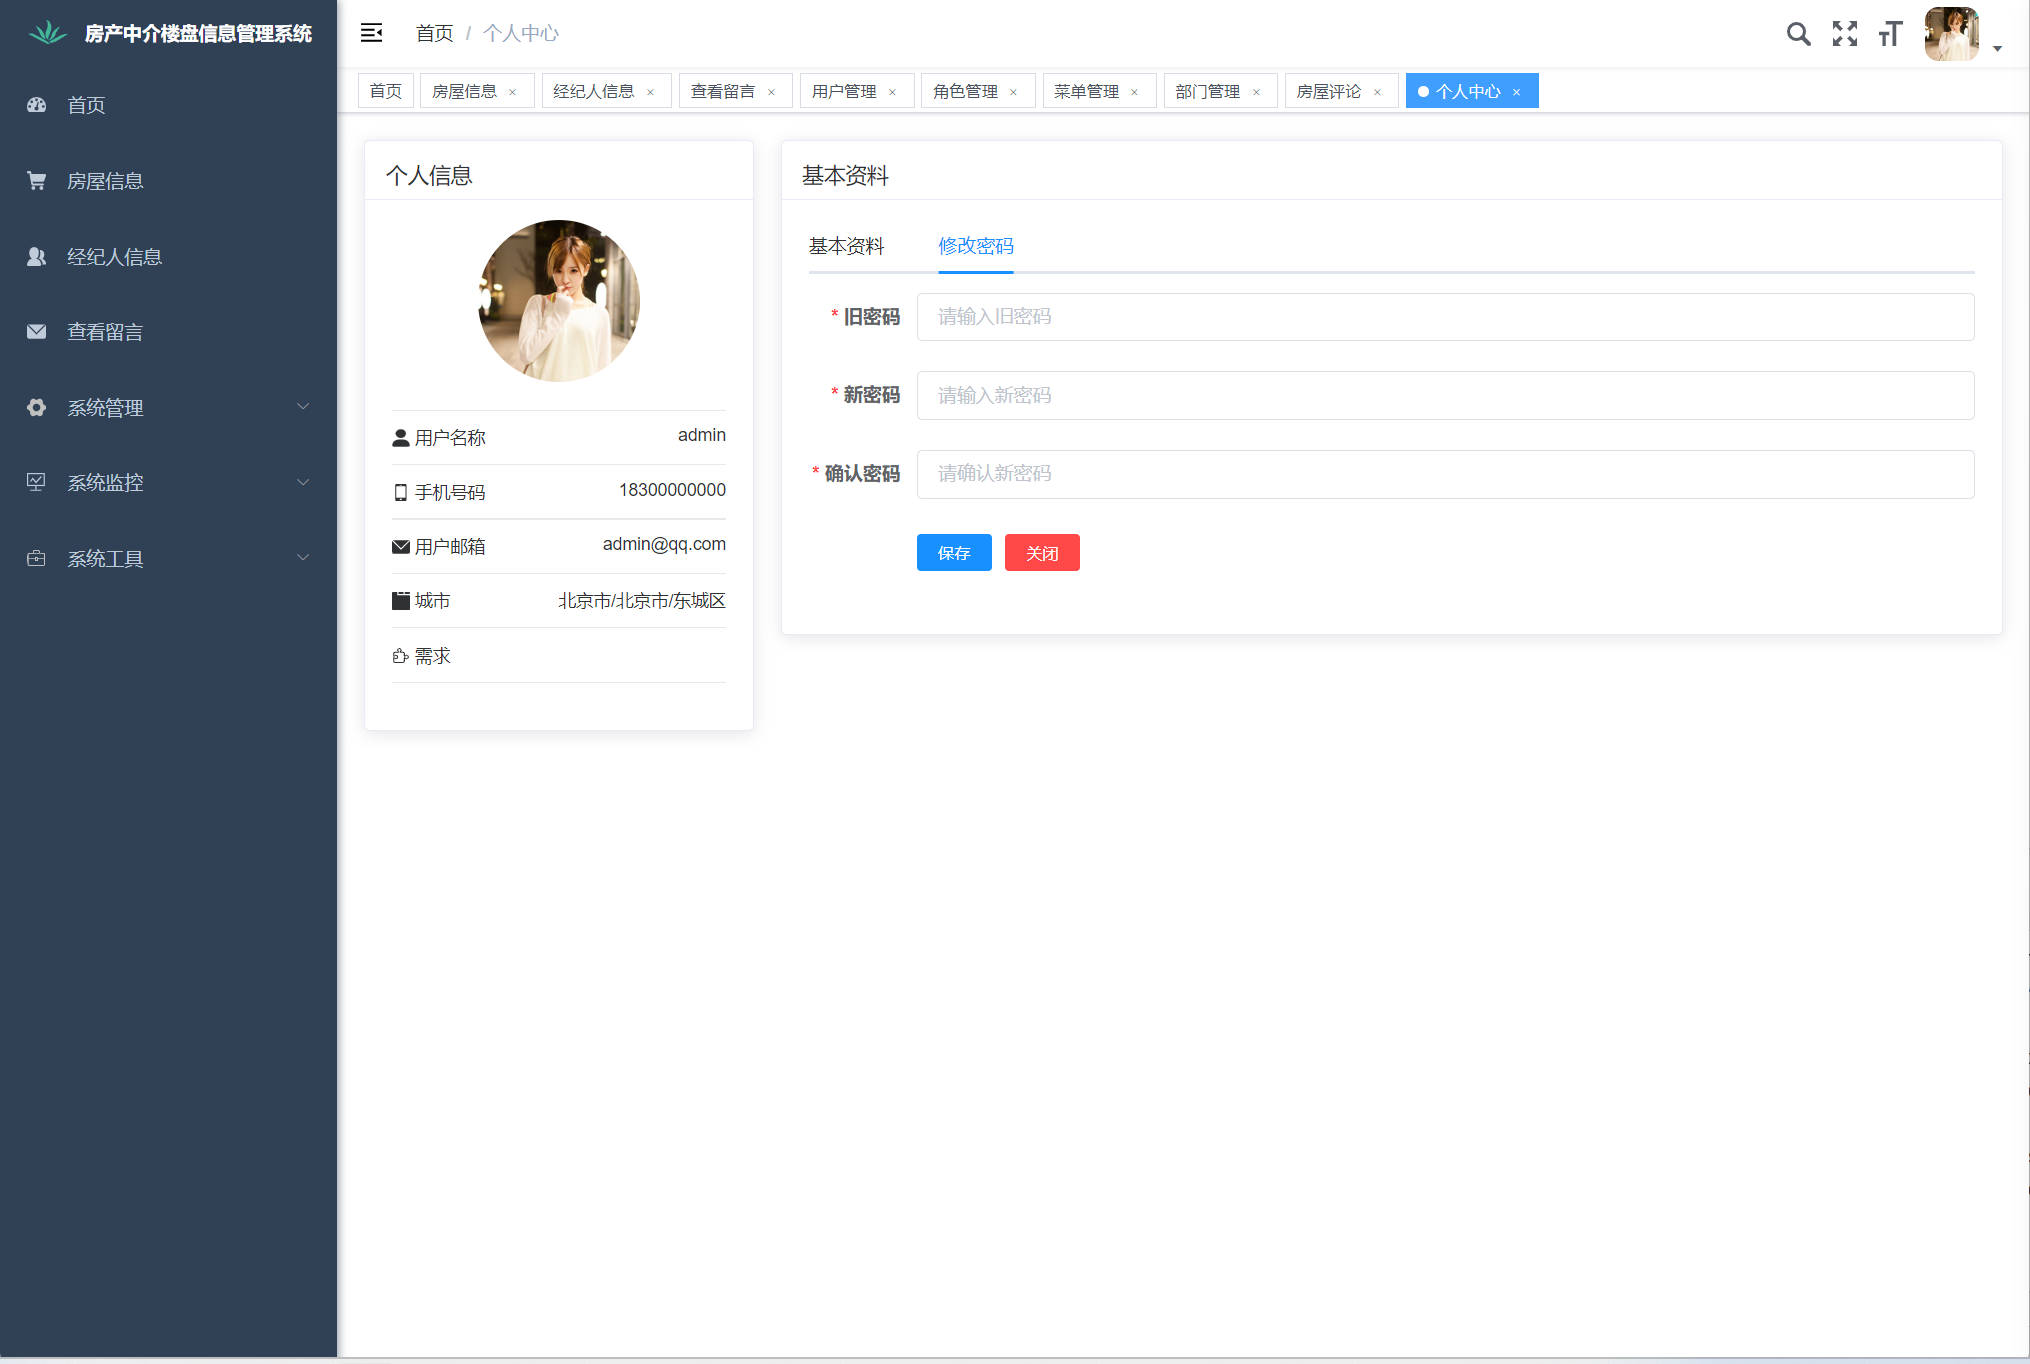 房产中介楼盘信息管理系统
首页
房屋信息
经纪人信息
查看留言
系统管理
系统监控
系统工具
首页 / 个人中心
首页 房屋信息 × 经纪人信息 × 查看留言 × 用户管理 × 角色管理 × 菜单管理 × 部门管理 × 房屋评论 × 个人中心 ×
个人信息
用户名称 admin
手机号码 18300000000
用户邮箱 admin@qq.com
城市 北京市/北京市/东城区
需求
基本资料
基本资料 修改密码
* 旧密码 请输入旧密码
* 新密码 请输入新密码
* 确认密码 请确认新密码
保存 关闭